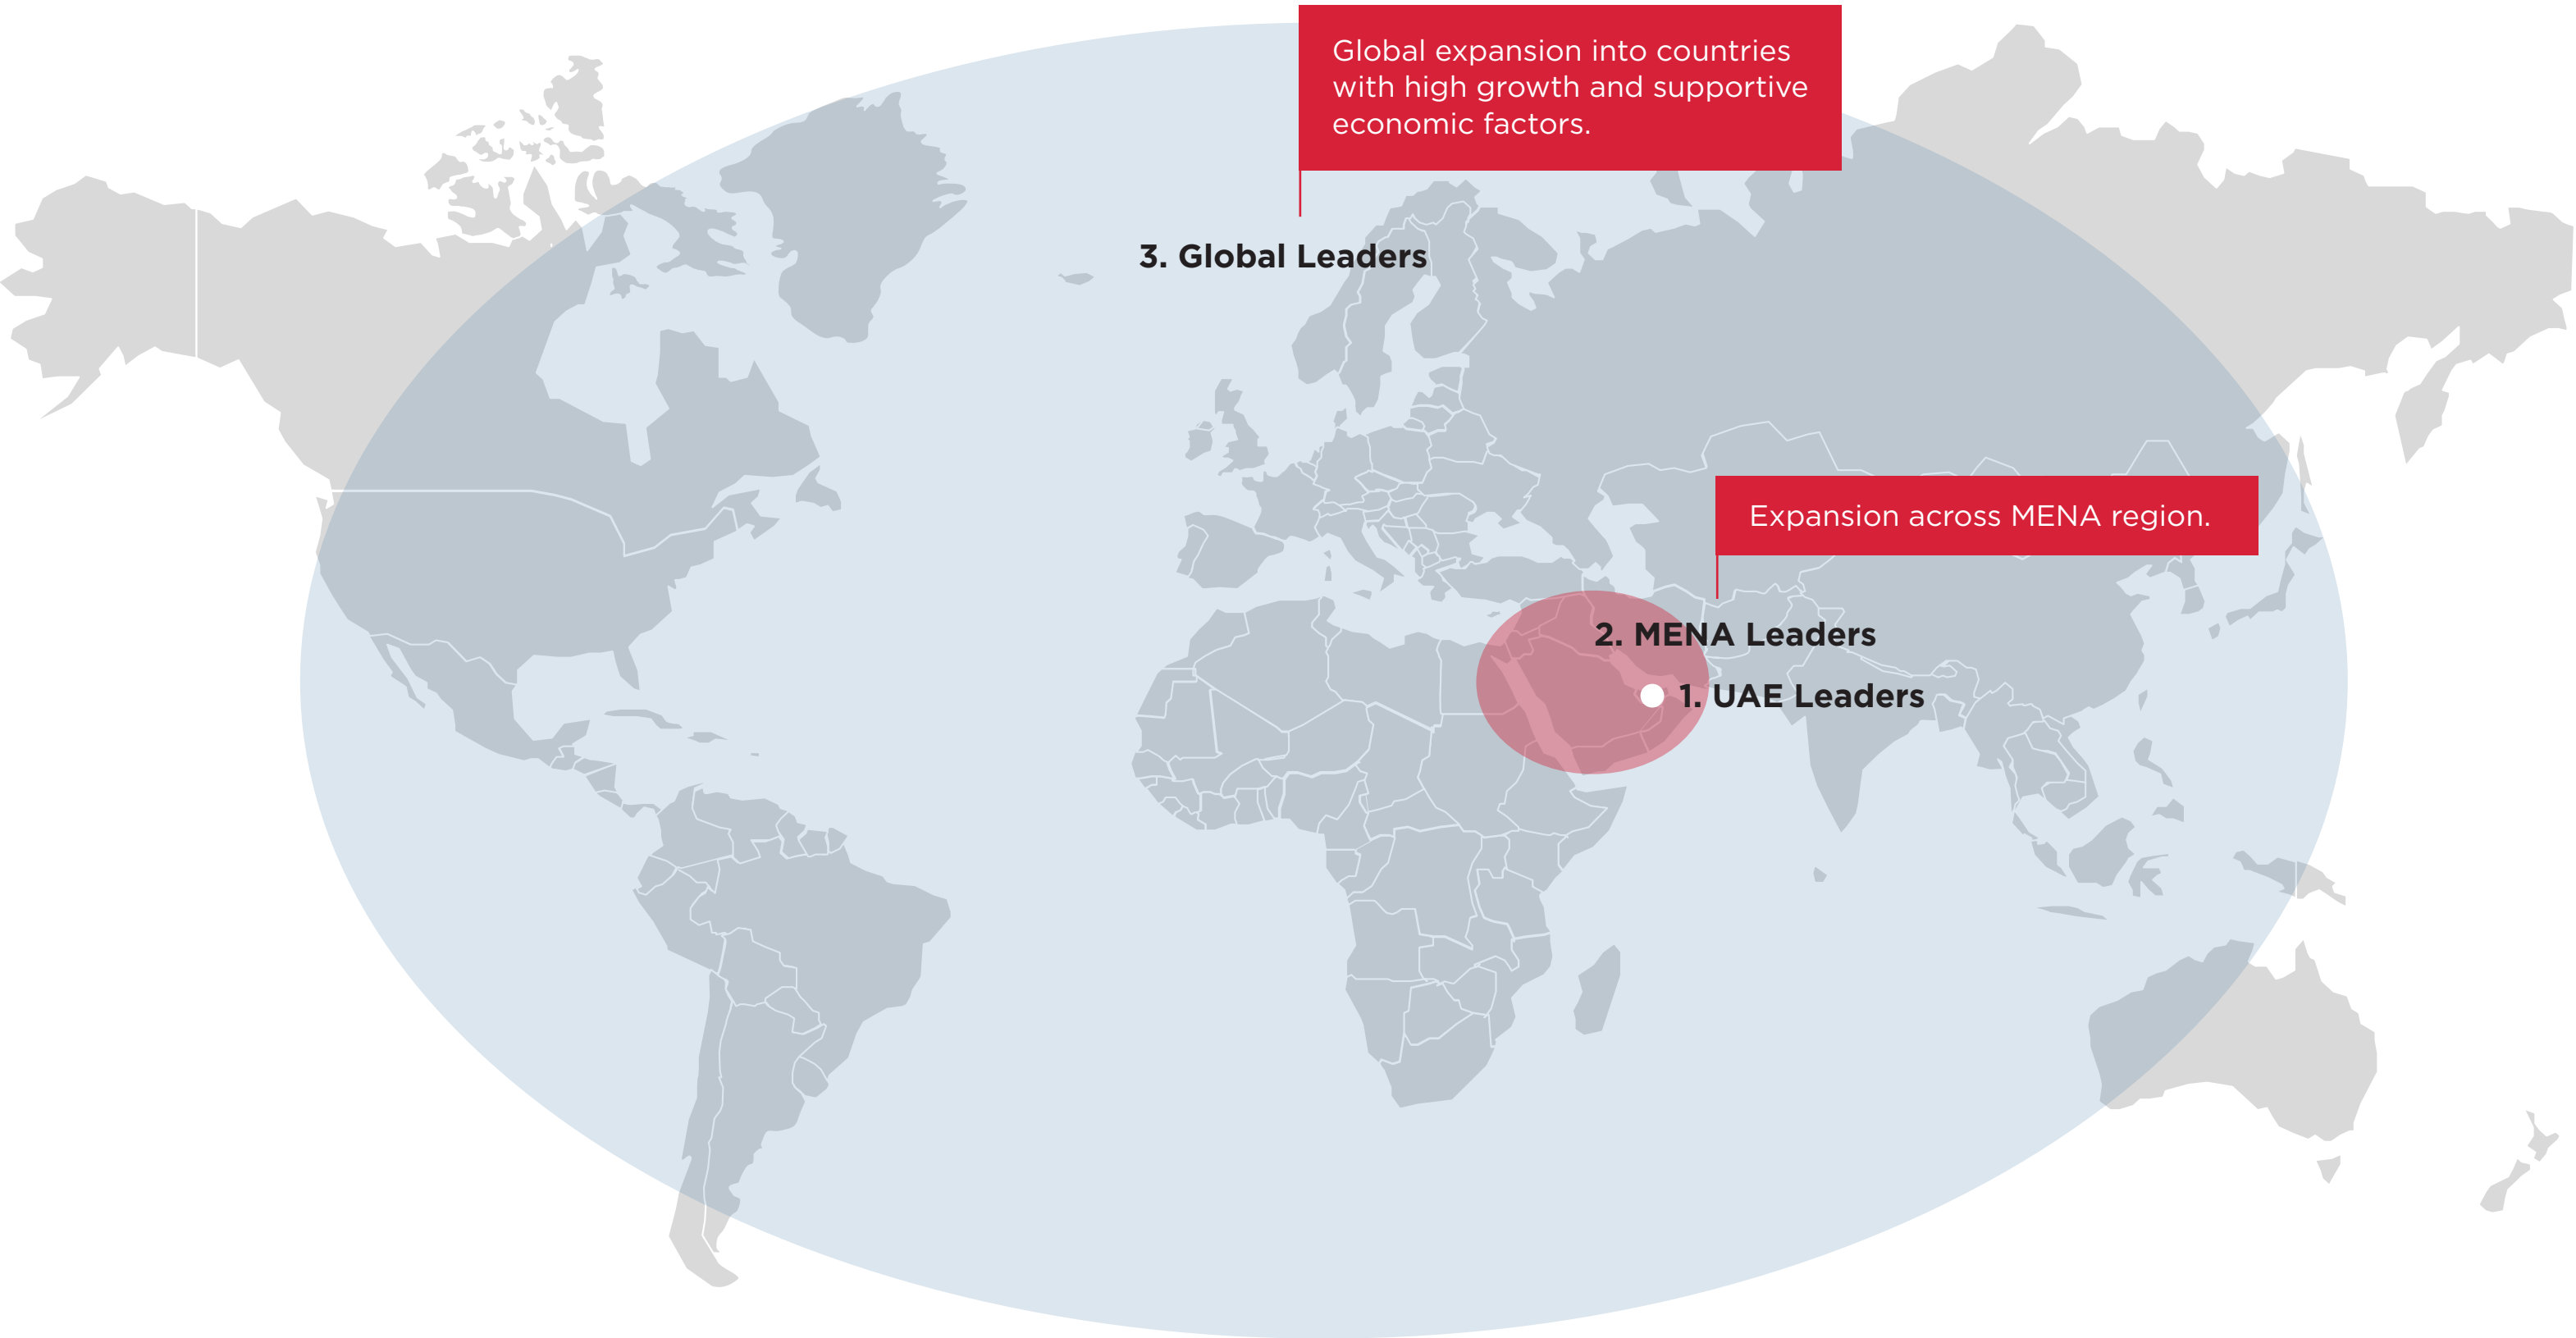 Global expansion into countries
with high growth and supportive
economic factors.
3. Global Leaders
Expansion across MENA region.
2. MENA Leaders
1. UAE Leaders